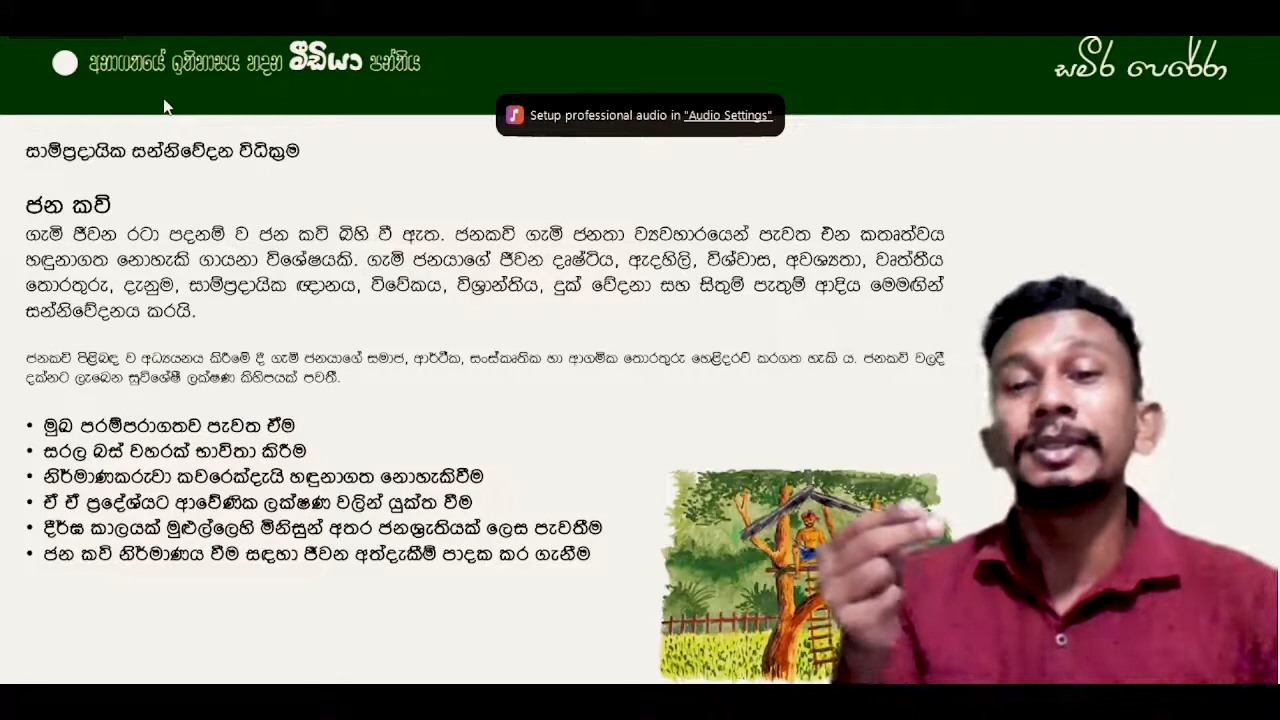 අනාගතයේ ඉතිහාසය හදන මීඩියා පන්තිය
සමීර පෙරේරා
Setup professional audio in "Audio Settings"
සාම්ප්‍රදායික සන්නිවේදන විධික්‍රම
ජන කවි
ගැමි ජීවන රටා පදනම් ව ජන කවි බිහි වී ඇත. ජනකවි ගැමි ජනතා ව්‍යවහාරයෙන් පැවත එන කතෘත්වය
හඳුනාගත නොහැකි ගායනා විශේෂයකි. ගැමි ජනයාගේ ජීවන දෘෂ්ටිය, ඇදහිලි, විශ්වාස, අවශ්‍යතා, වෘත්තීය
තොරතුරු, දැනුම, සාම්ප්‍රදායික ඥානය, විවේකය, විශ්‍රාන්තිය, දුක් වේදනා සහ සිතුම් පැතුම් ආදිය මෙමඟින්
සන්නිවේදනය කරයි.
ජනකවි පිළිබඳ ව අධ්‍යයනය කිරීමේ දී ගැමි ජනයාගේ සමාජ, ආර්ථික, සංස්කෘතික හා ආගමික තොරතුරු හෙළිදරව් කරගත හැකි ය. ජනකවි වලදී
දක්නට ලැබෙන සුවිශේෂී ලක්ෂණ කිහිපයක් පවතී.
• මුඛ පරම්පරාගතව පැවත ඒම
• සරල බස් වහරක් භාවිතා කිරීම
• නිර්මාණකරුවා කවරෙක්දැයි හඳුනාගත නොහැකිවීම
• ඒ ඒ ප්‍රදේශයට ආවේණික ලක්ෂණ වලින් යුක්ත වීම
• දීර්ඝ කාලයක් මුළුල්ලෙහි මිනිසුන් අතර ජනශ්‍රැතියක් ලෙස පැවතීම
• ජන කවි නිර්මාණය වීම සඳහා ජීවන අත්දැකීම් පාදක කර ගැනීම